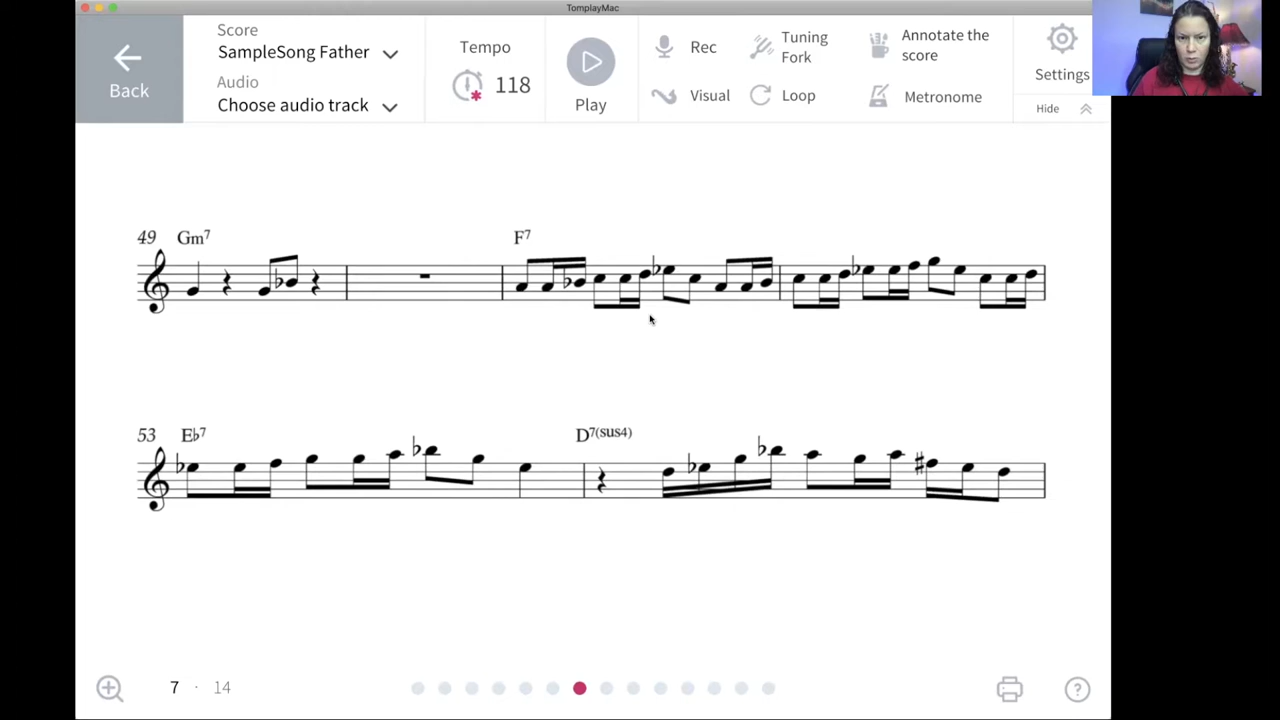 TomplayMac
Back
Score
SampleSong Father
Audio
Choose audio track
Tempo
118
Play
Rec
Visual
Tuning
Fork
Loop
Annotate the
score
Metronome
Settings
Hide
49 Gm7 F7
53 Eb7 D7(sus4)
7 · 14
?